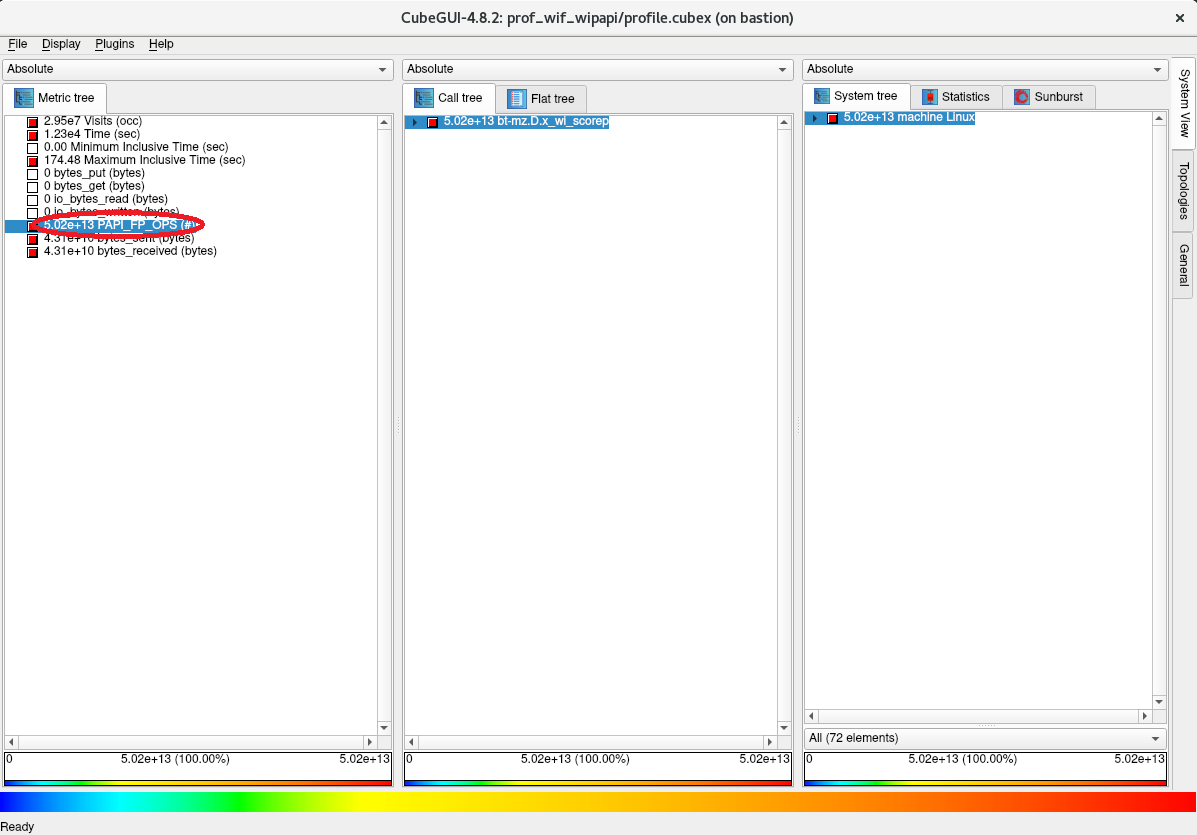 CubeGUI-4.8.2: prof_wif_wipapi/profile.cubex (on bastion)
File Display Plugins Help
Absolute
Metric tree
2.95e7 Visits (occ)
1.23e4 Time (sec)
0.00 Minimum Inclusive Time (sec)
174.48 Maximum Inclusive Time (sec)
0 bytes_put (bytes)
0 bytes_get (bytes)
0 io_bytes_read (bytes)
0 io_bytes_written (bytes)
5.02e+13 PAPI_FP_OPS (#)
4.31e+10 bytes_sent (bytes)
4.31e+10 bytes_received (bytes)
0 5.02e+13 (100.00%) 5.02e+13
Absolute
Call tree Flat tree
5.02e+13 bt-mz.D.x_wi_scorep
0 5.02e+13 (100.00%) 5.02e+13
Absolute
System tree Statistics Sunburst
5.02e+13 machine Linux
All (72 elements)
0 5.02e+13 (100.00%) 5.02e+13
System View
Topologies
General
Ready